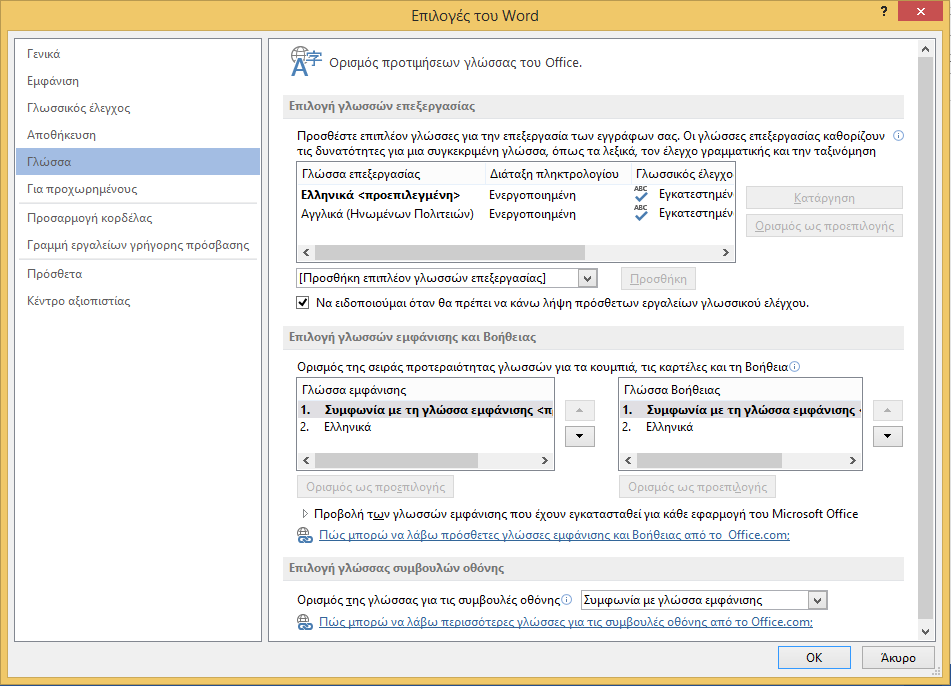 Επιλογές του Word
?
Γενικά
Εμφάνιση
Γλωσσικός έλεγχος
Αποθήκευση
Γλώσσα
Για προχωρημένους
Προσαρμογή κορδέλας
Γραμμή εργαλείων γρήγορης πρόσβασης
Πρόσθετα
Κέντρο αξιοπιστίας
Ορισμός προτιμήσεων γλώσσας του Office.
Επιλογή γλωσσών επεξεργασίας
Προσθέστε επιπλέον γλώσσες για την επεξεργασία των εγγράφων σας. Οι γλώσσες επεξεργασίας καθορίζουν
τις δυνατότητες για μια συγκεκριμένη γλώσσα, όπως τα λεξικά, τον έλεγχο γραμματικής και την ταξινόμηση
Γλώσσα επεξεργασίας Διάταξη πληκτρολογίου Γλωσσικός έλεγχο
Ελληνικά <προεπιλεγμένη> Ενεργοποιημένη ABC Εγκατεστημέν
Αγγλικά (Ηνωμένων Πολιτειών) Ενεργοποιημένη ABC Εγκατεστημέν
Κατάργηση
Ορισμός ως προεπιλογής
[Προσθήκη επιπλέον γλωσσών επεξεργασίας] Προσθήκη
Να ειδοποιούμαι όταν θα πρέπει να κάνω λήψη πρόσθετων εργαλείων γλωσσικού ελέγχου.
Επιλογή γλωσσών εμφάνισης και Βοήθειας
Ορισμός της σειράς προτεραιότητας γλωσσών για τα κουμπιά, τις καρτέλες και τη Βοήθεια
Γλώσσα εμφάνισης
1. Συμφωνία με τη γλώσσα εμφάνισης <π
2. Ελληνικά
Ορισμός ως προεπιλογής
Γλώσσα Βοήθειας
1. Συμφωνία με τη γλώσσα εμφάνισης <
2. Ελληνικά
Ορισμός ως προεπιλογής
Προβολή των γλωσσών εμφάνισης που έχουν εγκατασταθεί για κάθε εφαρμογή του Microsoft Office
Πώς μπορώ να λάβω πρόσθετες γλώσσες εμφάνισης και Βοήθειας από το Office.com;
Επιλογή γλώσσας συμβουλών οθόνης
Ορισμός της γλώσσας για τις συμβουλές οθόνης Συμφωνία με γλώσσα εμφάνισης
Πώς μπορώ να λάβω περισσότερες γλώσσες για τις συμβουλές οθόνης από το Office.com;
OK Άκυρο